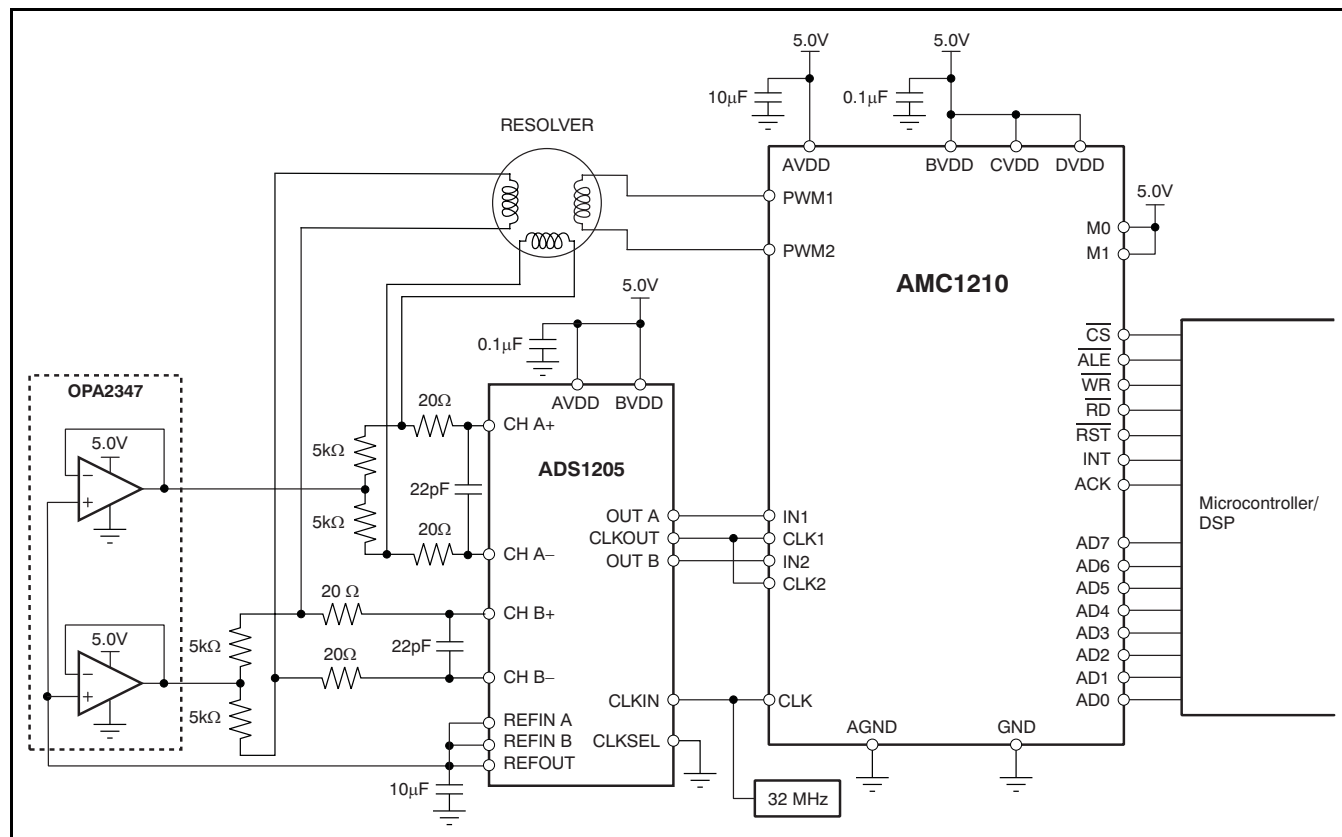 5.0V
5.0V
10µF
0.1µF
RESOLVER
AVDD
BVDD
CVDD
DVDD
PWM1
PWM2
5.0V
M0
M1
AMC1210
5.0V
0.1µF
CS
ALE
WR
RD
RST
INT
ACK
AD7
AD6
AD5
AD4
AD3
AD2
AD1
AD0
Microcontroller/
DSP
OPA2347
5.0V
−
+
5.0V
−
+
5kΩ
5kΩ
20Ω
22pF
20Ω
5kΩ
5kΩ
20 Ω
22pF
20Ω
AVDD
BVDD
CH A+
ADS1205
CH A−
CH B+
CH B−
REFIN A
REFIN B
REFOUT
10µF
OUT A
CLKOUT
OUT B
CLKIN
CLKSEL
IN1
CLK1
IN2
CLK2
CLK
AGND
GND
32 MHz